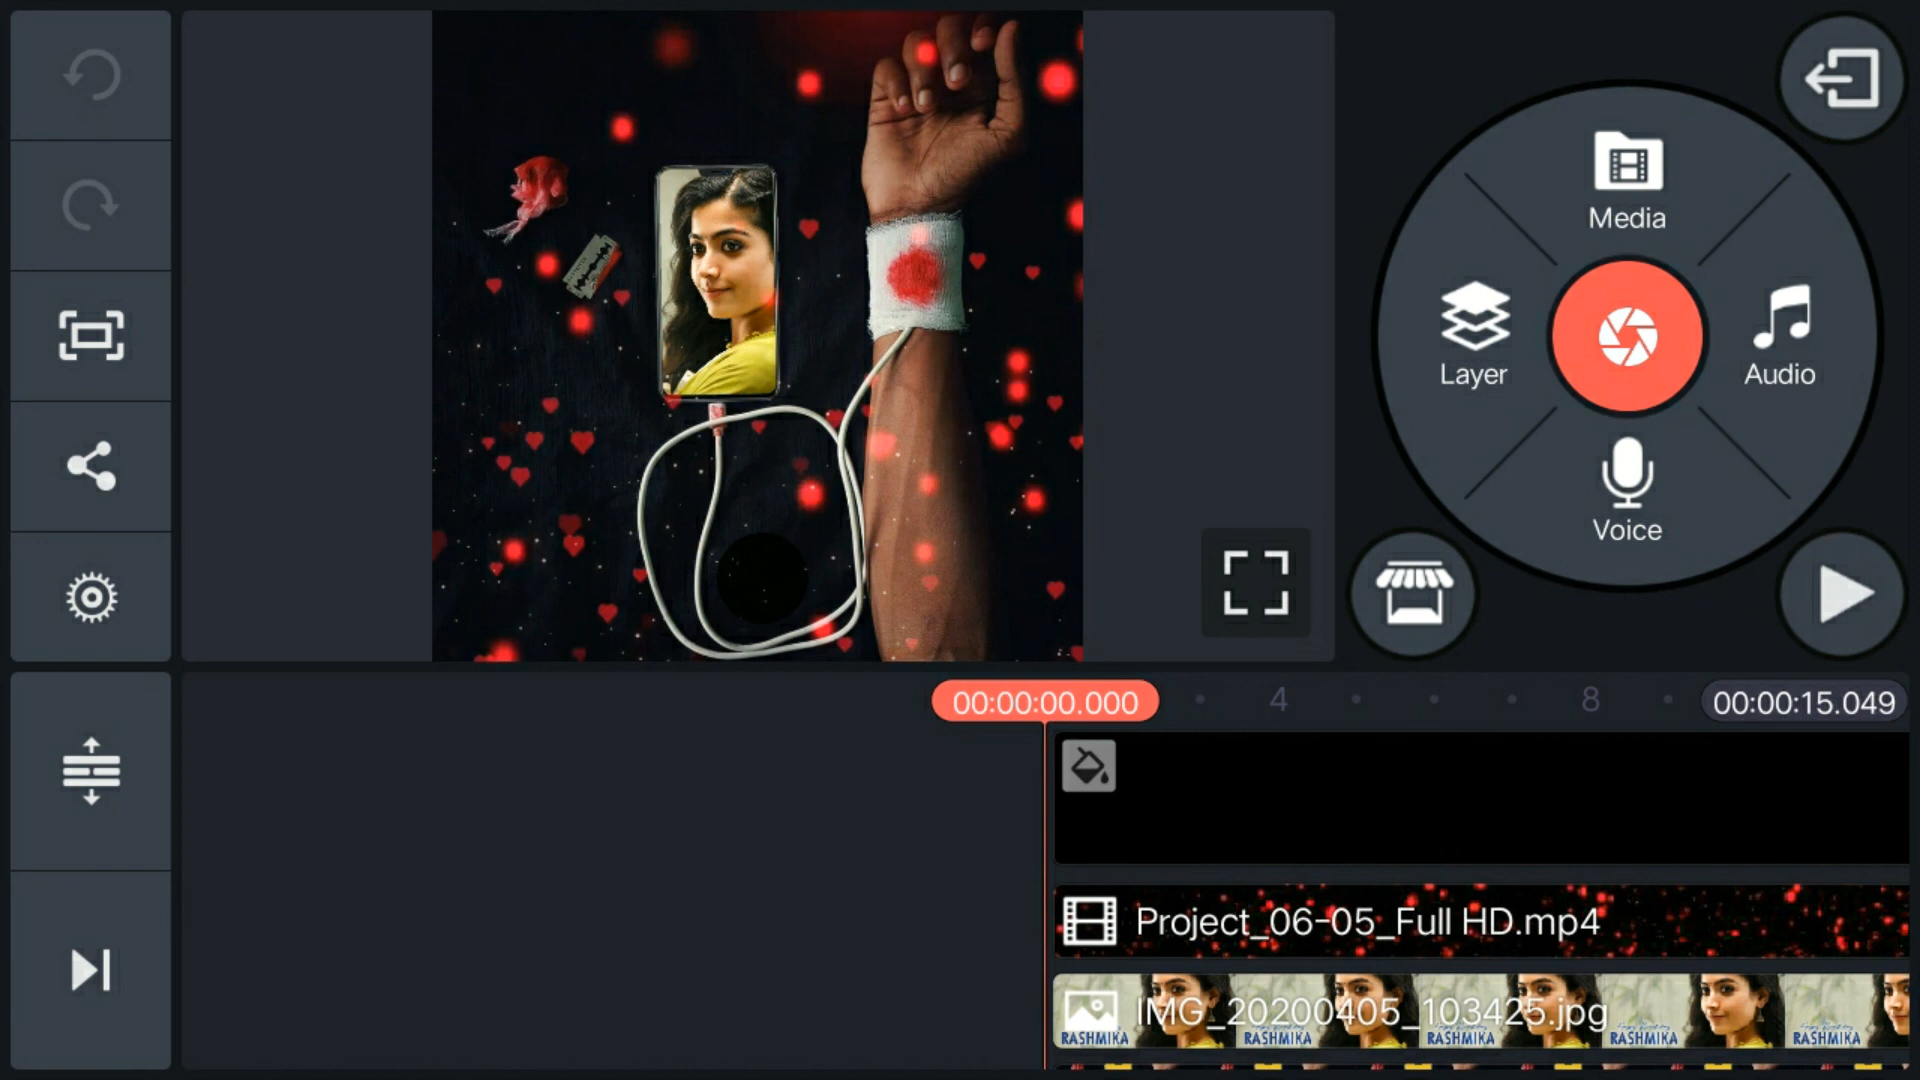 Media
Layer
Audio
Voice
00:00:00.000
4
8
00:00:15.049
Project_06-05_Full HD.mp4
IMG_20200405_103425.jpg
RASHMIKA RASHMIKA RASHMIKA RASHMIKA RASHMIKA